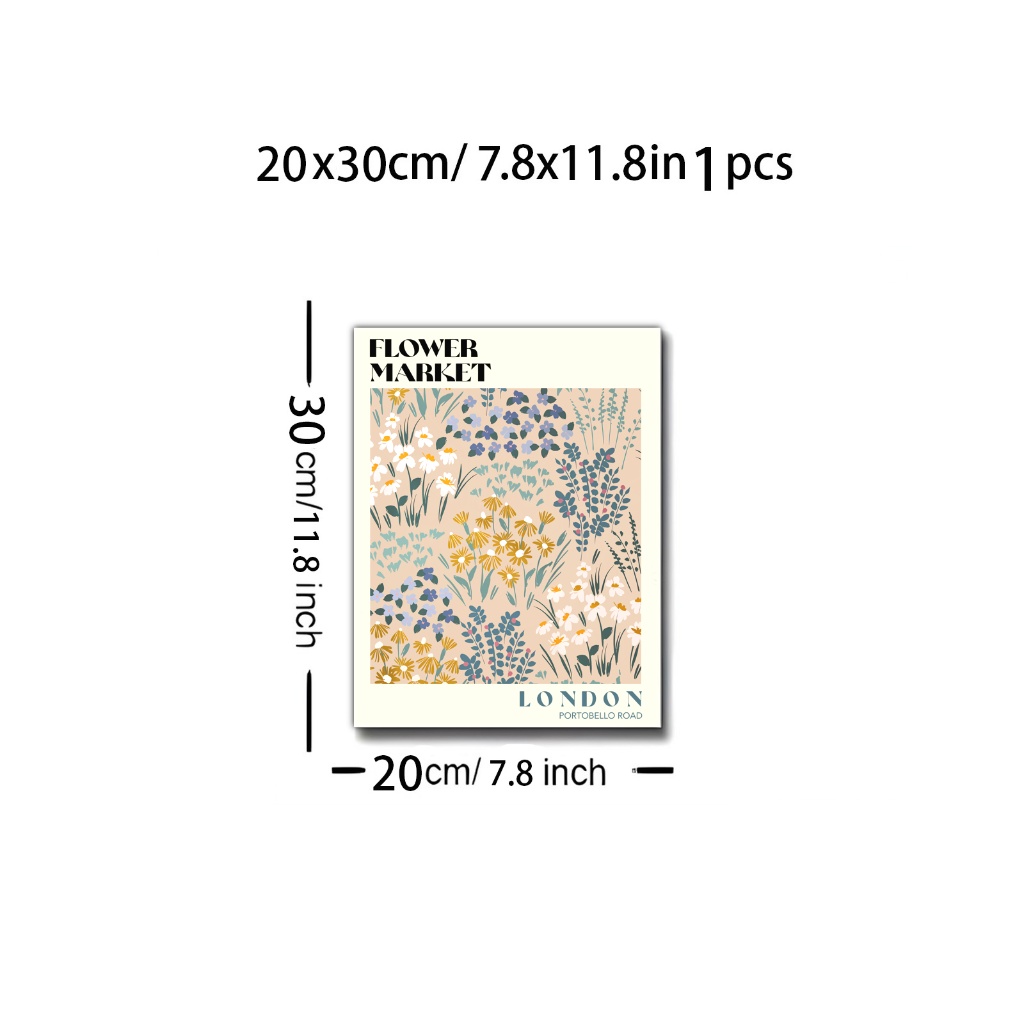 20x30cm/ 7.8x11.8in 1 pcs
FLOWER
MARKET
30cm/11.8 inch
LONDON
PORTOBELLO ROAD
20cm/ 7.8 inch